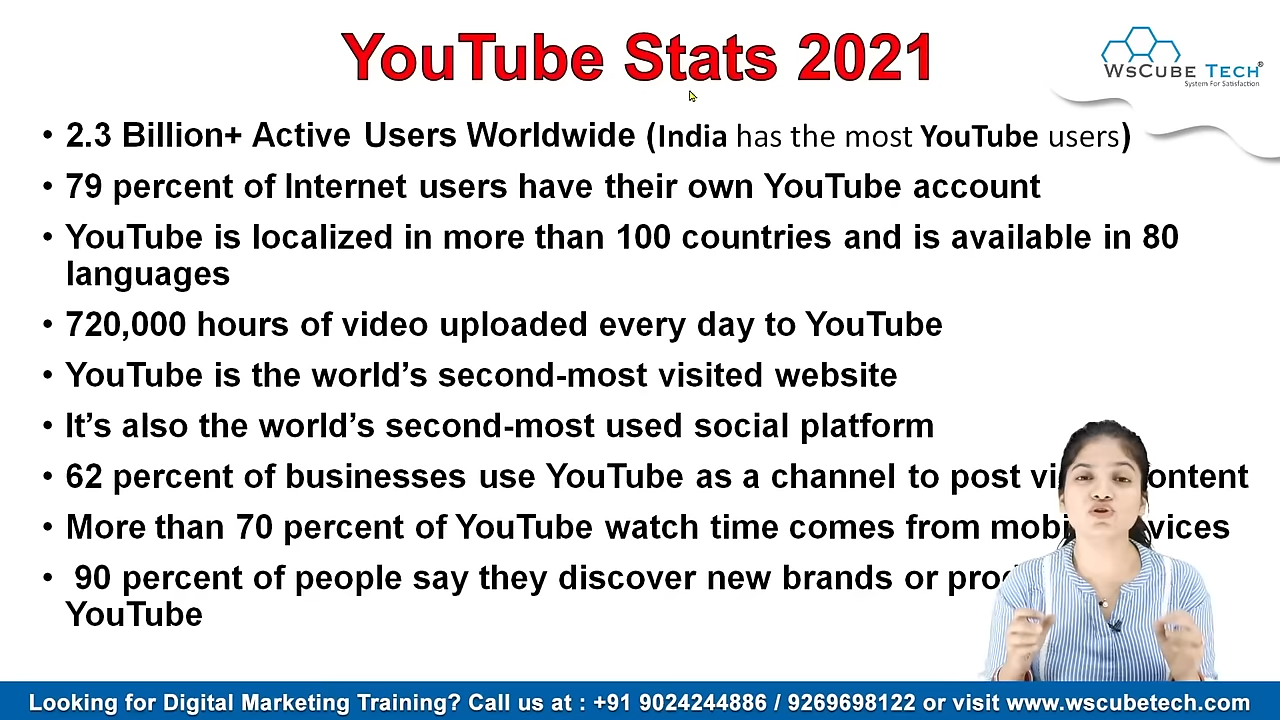 YouTube Stats 2021
WsCube Tech®
System For Satisfaction
• 2.3 Billion+ Active Users Worldwide (India has the most YouTube users)
• 79 percent of Internet users have their own YouTube account
• YouTube is localized in more than 100 countries and is available in 80
languages
• 720,000 hours of video uploaded every day to YouTube
• YouTube is the world’s second-most visited website
• It’s also the world’s second-most used social platform
• 62 percent of businesses use YouTube as a channel to post
• More than 70 percent of YouTube watch time comes from
• 90 percent of people say they discover new brands or
YouTube
Looking for Digital Marketing Training? Call us at : +91 9024244886 / 9269698122 or visit www.wscubetech.com